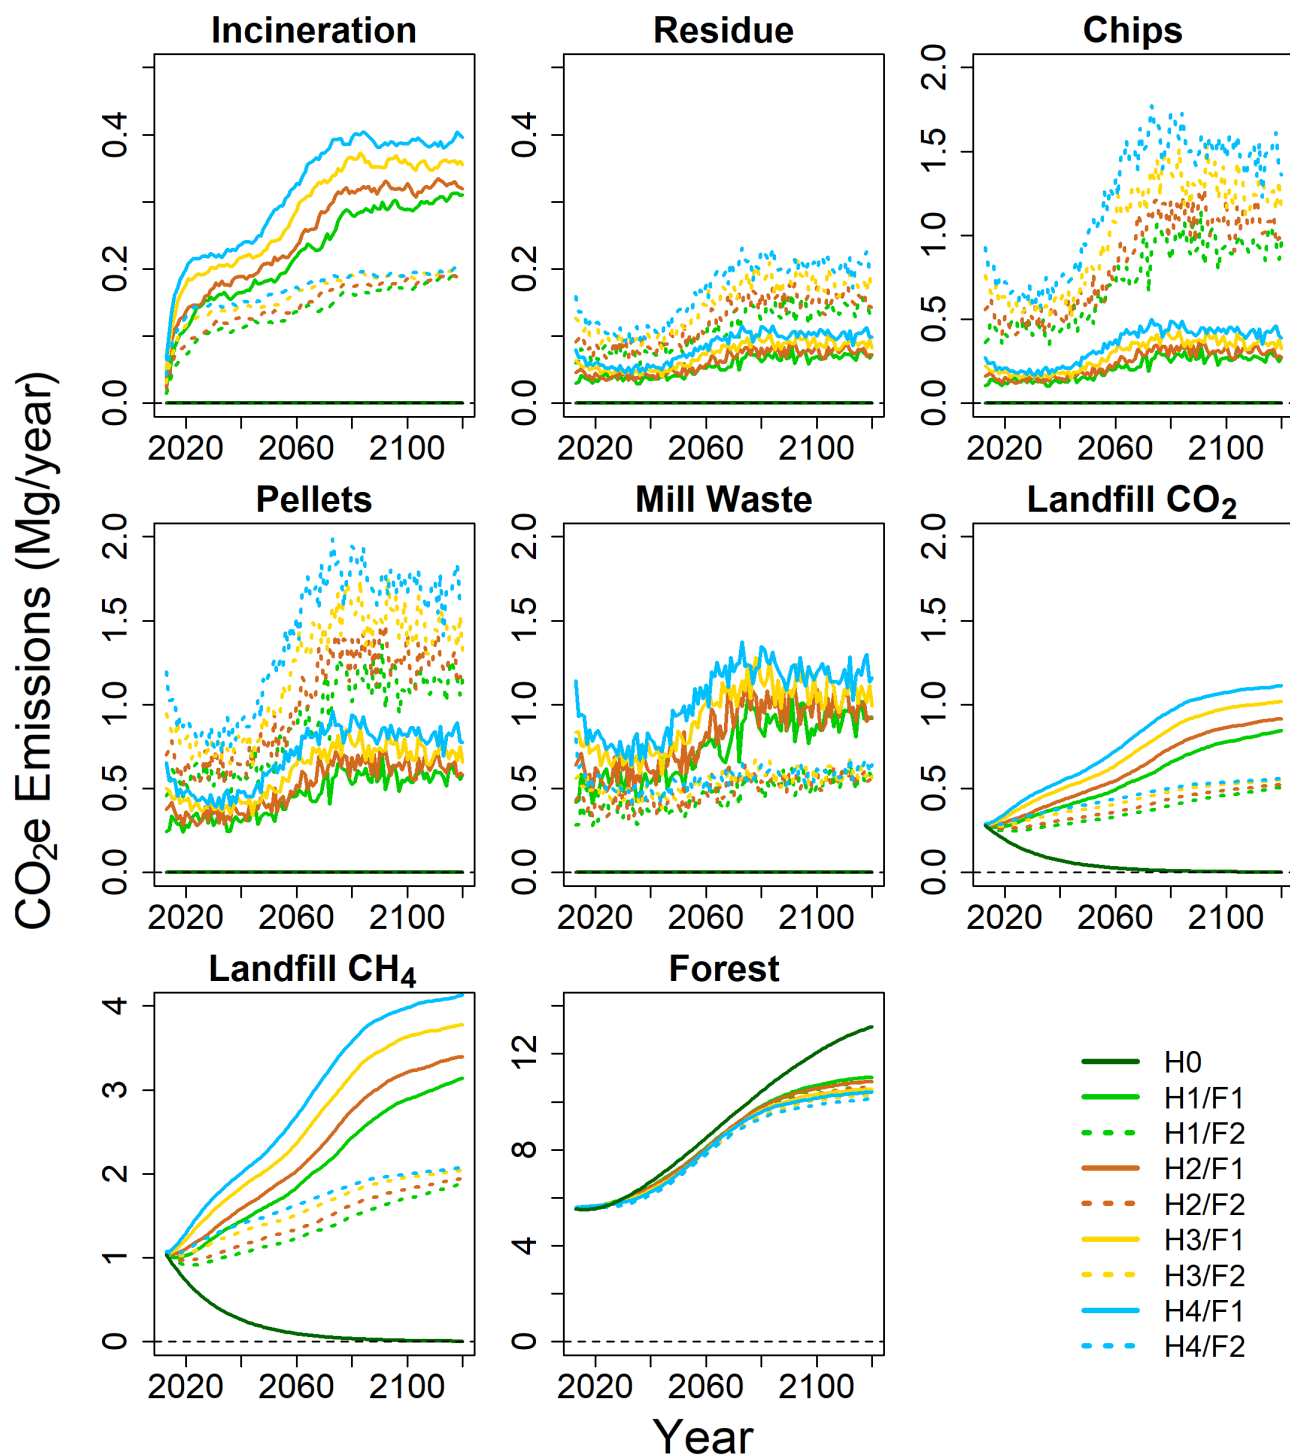 Incineration
Residue
Chips
0.0 0.2 0.4
2020 2060 2100
0.0 0.2 0.4
2020 2060 2100
0.0 0.5 1.0 1.5 2.0
2020 2060 2100
CO2e Emissions (Mg/year)
Pellets
Mill Waste
Landfill CO2
0.0 0.5 1.0 1.5 2.0
2020 2060 2100
0.0 0.5 1.0 1.5 2.0
2020 2060 2100
0.0 0.5 1.0 1.5 2.0
2020 2060 2100
Landfill CH4
Forest
0 1 2 3 4
2020 2060 2100
0 4 8 12
2020 2060 2100
H0
H1/F1
H1/F2
H2/F1
H2/F2
H3/F1
H3/F2
H4/F1
H4/F2
Year